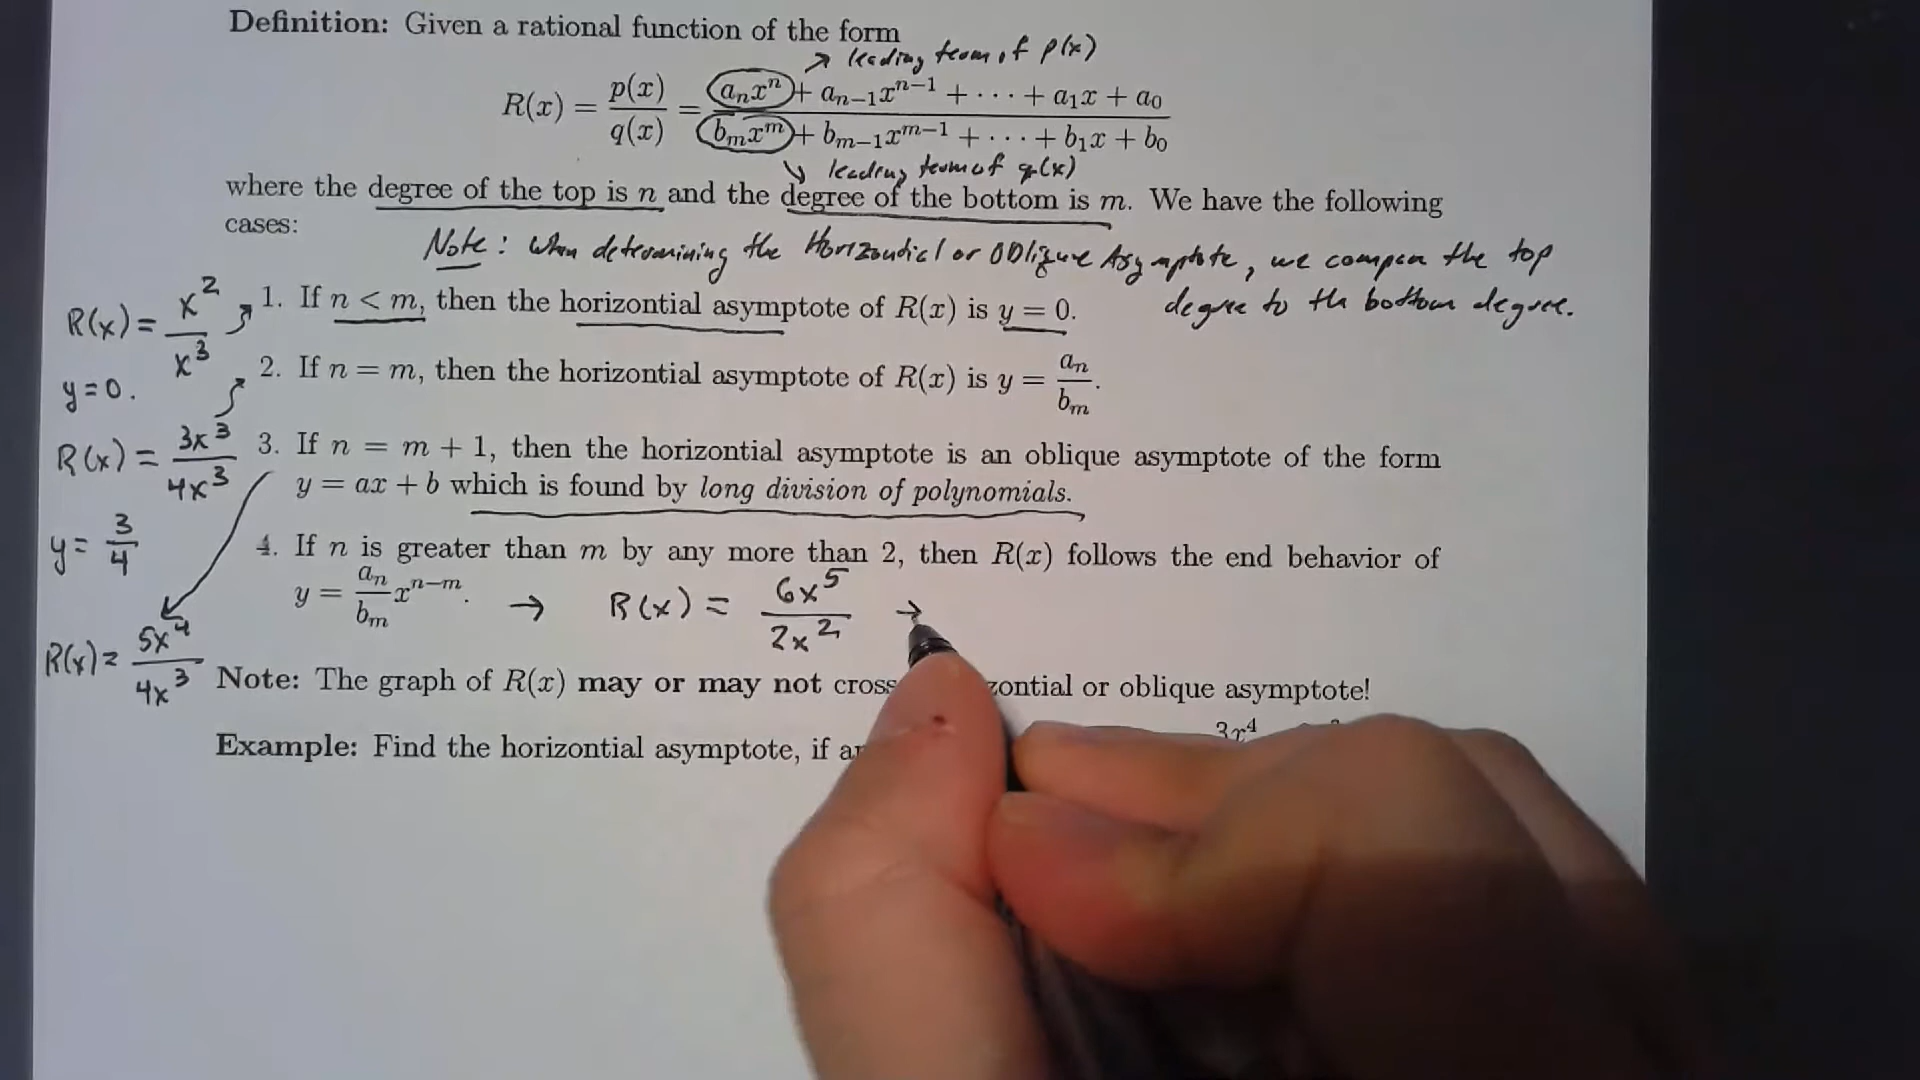 Definition: Given a rational function of the form
↗ leading term of p(x)
R(x) = p(x)/q(x) = (aₙxⁿ + aₙ₋₁xⁿ⁻¹ + · · · + a₁x + a₀)/(bₘxᵐ + bₘ₋₁xᵐ⁻¹ + · · · + b₁x + b₀)
↘ leading term of q(x)
where the degree of the top is n and the degree of the bottom is m. We have the following
cases:
Note: When determining the Horizontial or Oblique Asymptote, we compare the top
degree to the bottom degree.
R(x) = x²/x³
1. If n < m, then the horizontial asymptote of R(x) is y = 0.
y = 0.
2. If n = m, then the horizontial asymptote of R(x) is y = aₙ/bₘ.
R(x) = 3x³/4x³
3. If n = m + 1, then the horizontial asymptote is an oblique asymptote of the form
y = ax + b which is found by long division of polynomials.
y = 3/4
4. If n is greater than m by any more than 2, then R(x) follows the end behavior of
y = aₙ/bₘ xⁿ⁻ᵐ. → R(x) = 6x⁵/2x² →
R(x) = 5x⁴/4x³
Note: The graph of R(x) may or may not cross zontial or oblique asymptote!
Example: Find the horizontial asymptote, if 3x⁴